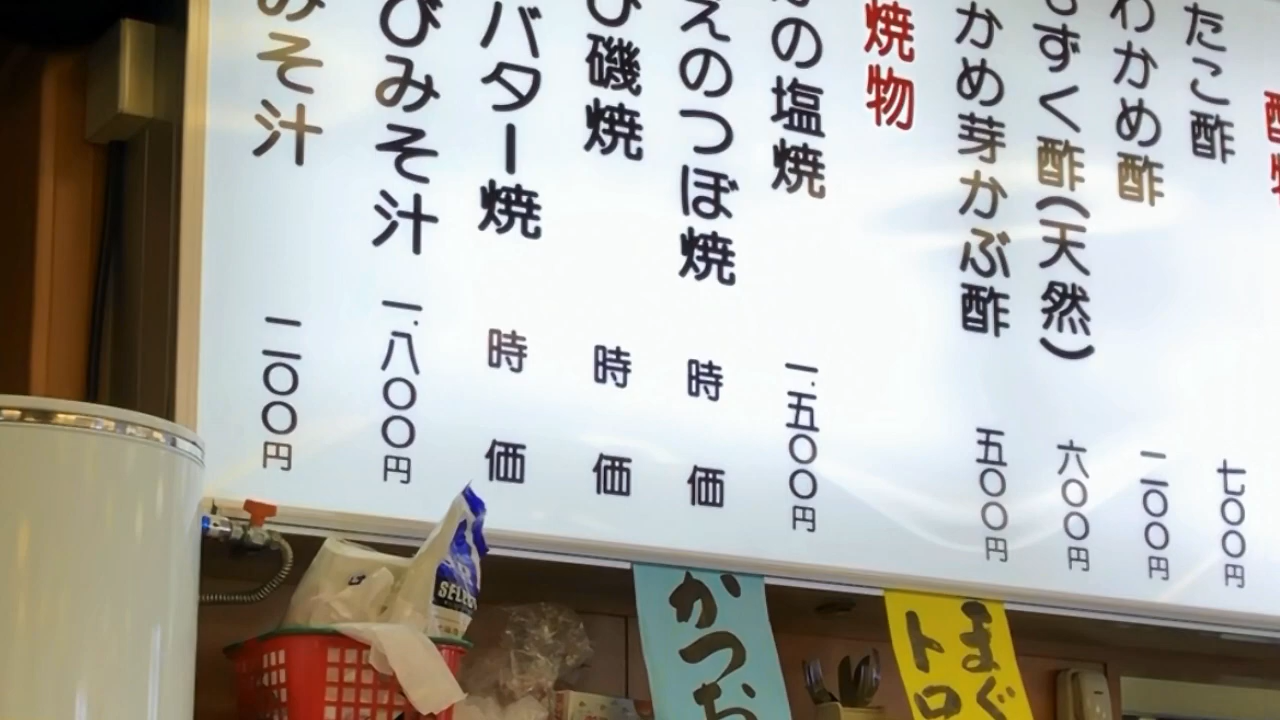 たこ酢 七〇〇円
わかめ酢 二〇〇円
もずく酢(天然) 六〇〇円
かめ芽かぶ酢 五〇〇円
焼物
の塩焼 一.五〇〇円
えのつぼ焼 時価
び磯焼 時価
バター焼 時価
びみそ汁 一.八〇〇円
みそ汁 二〇〇円
かつお
まぐ
トロ
SELECT